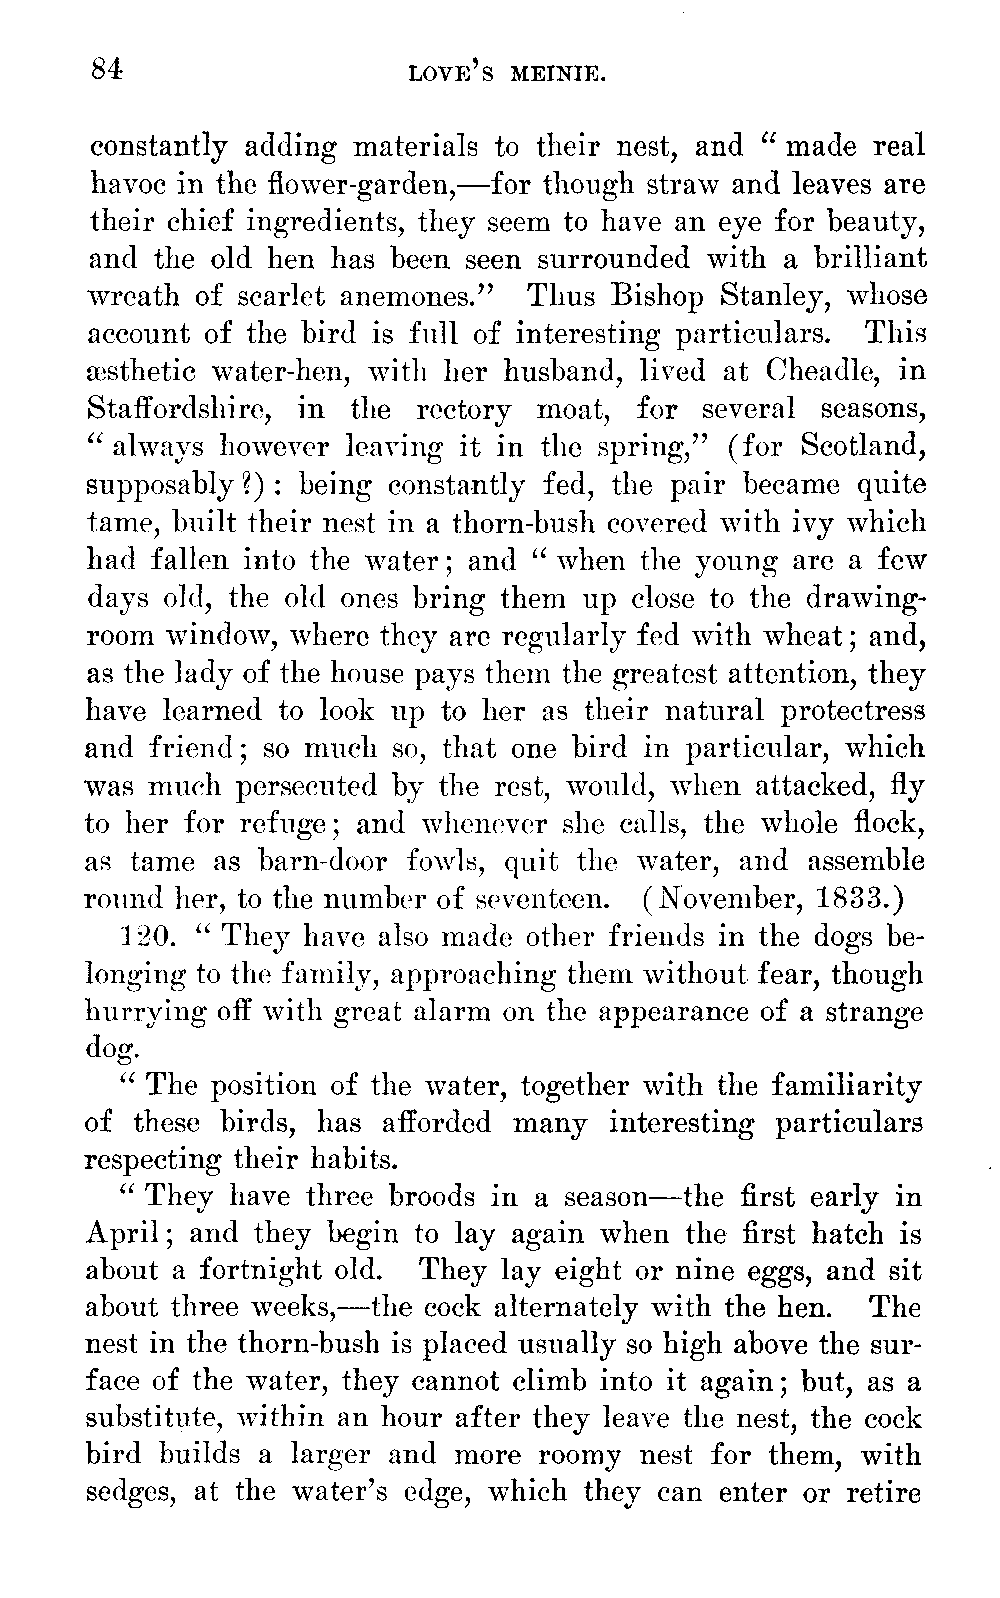 84 LOVE'S MEINIE.
constantly adding materials to their nest, and " made real
havoc in the flower-garden,—for though straw and leaves are
their chief ingredients, they seem to have an eye for beauty,
and the old hen has been seen surrounded with a brilliant
wreath of scarlet anemones." Thus Bishop Stanley, whose
account of the bird is full of interesting particulars. This
æsthetic water-hen, with her husband, lived at Cheadle, in
Staffordshire, in the rectory moat, for several seasons,
" always however leaving it in the spring," (for Scotland,
supposably ?) : being constantly fed, the pair became quite
tame, built their nest in a thorn-bush covered with ivy which
had fallen into the water ; and " when the young are a few
days old, the old ones bring them up close to the drawing-
room window, where they are regularly fed with wheat ; and,
as the lady of the house pays them the greatest attention, they
have learned to look up to her as their natural protectress
and friend ; so much so, that one bird in particular, which
was much persecuted by the rest, would, when attacked, fly
to her for refuge ; and whenever she calls, the whole flock,
as tame as barn-door fowls, quit the water, and assemble
round her, to the number of seventeen. (November, 1833.)
120. " They have also made other friends in the dogs be-
longing to the family, approaching them without fear, though
hurrying off with great alarm on the appearance of a strange
dog.
" The position of the water, together with the familiarity
of these birds, has afforded many interesting particulars
respecting their habits.
" They have three broods in a season—the first early in
April ; and they begin to lay again when the first hatch is
about a fortnight old. They lay eight or nine eggs, and sit
about three weeks,—the cock alternately with the hen. The
nest in the thorn-bush is placed usually so high above the sur-
face of the water, they cannot climb into it again ; but, as a
substitute, within an hour after they leave the nest, the cock
bird builds a larger and more roomy nest for them, with
sedges, at the water's edge, which they can enter or retire